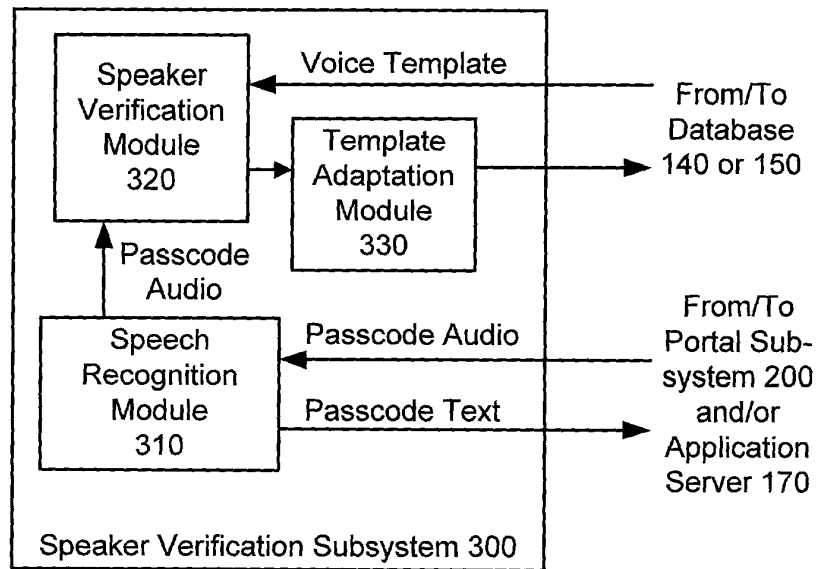 Speaker
Verification
Module
320
Voice Template
From/To
Database
140 or 150
Template
Adaptation
Module
330
Passcode
Audio
Speech
Recognition
Module
310
Passcode Audio
Passcode Text
From/To
Portal Sub-
system 200
and/or
Application
Server 170
Speaker Verification Subsystem 300